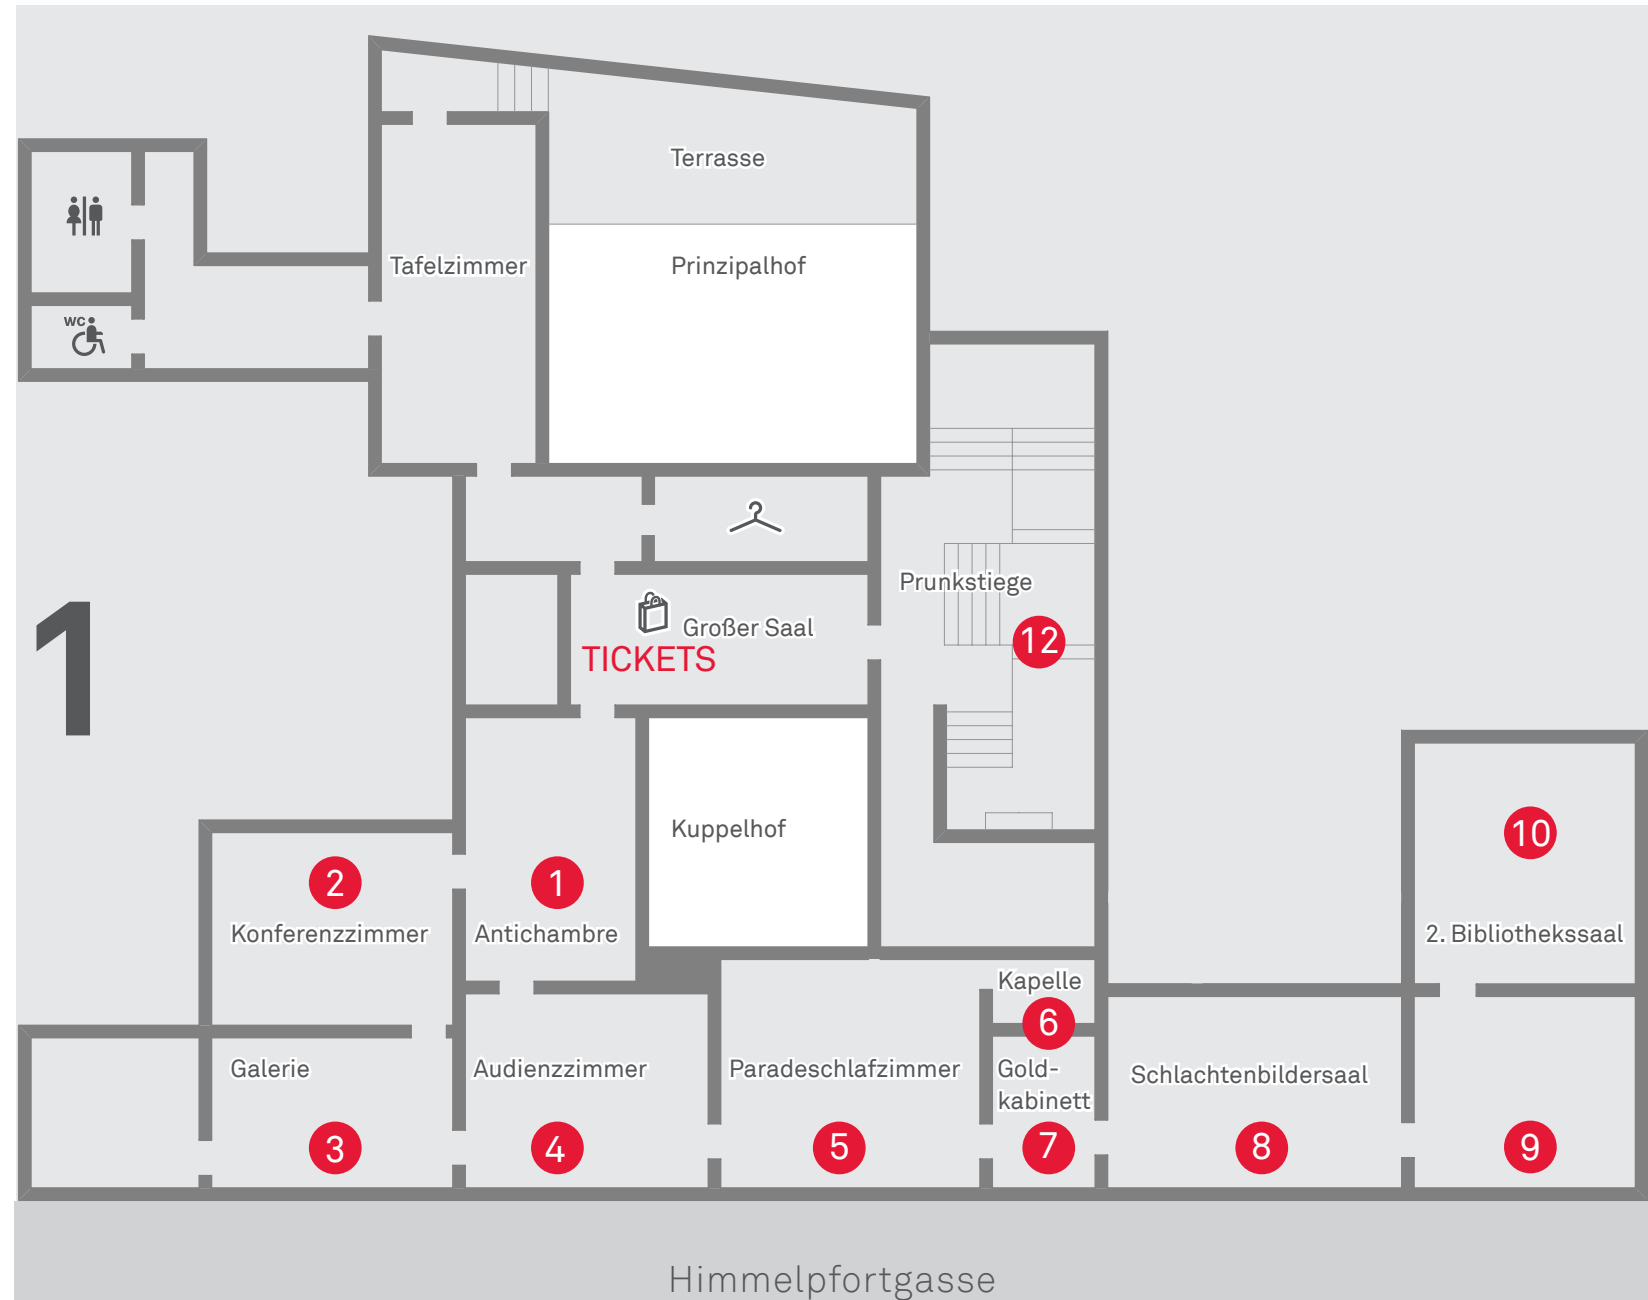 Terrasse
Tafelzimmer
Prinzipalhof
WC
Prunkstiege
Großer Saal
TICKETS
12
1
Kuppelhof
10
2
1
Konferenzzimmer
Antichambre
2. Bibliothekssaal
Kapelle
6
Galerie
Audienzzimmer
Paradeschlafzimmer
Gold-
kabinett
Schlachtenbildersaal
3
4
5
7
8
9
Himmelpfortgasse